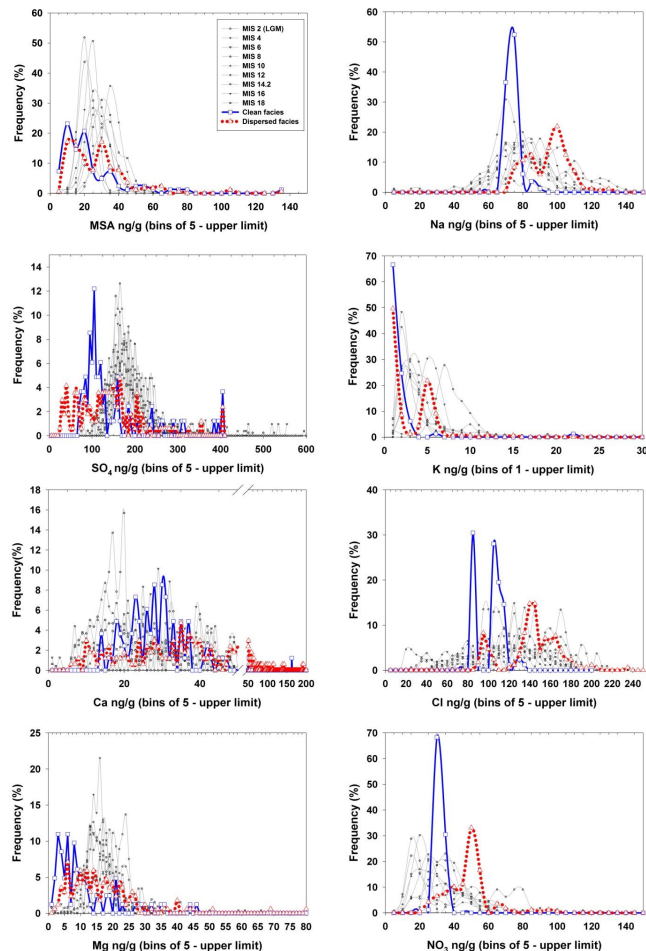 60
50
40
30
20
10
0
Frequency (%)
0 20 40 60 80 100 120 140
MSA ng/g (bins of 5 - upper limit)
MIS 2 (LGM)
MIS 4
MIS 6
MIS 8
MIS 10
MIS 12
MIS 14.2
MIS 16
MIS 18
Clean facies
Dispersed facies
60
50
40
30
20
10
0
Frequency (%)
0 20 40 60 80 100 120 140
Na ng/g (bins of 5 - upper limit)
14
12
10
8
6
4
2
0
Frequency (%)
0 100 200 300 400 500 600
SO4 ng/g (bins of 5 - upper limit)
70
60
50
40
30
20
10
0
Frequency (%)
0 5 10 15 20 25 30
K ng/g (bins of 1 - upper limit)
18
16
14
12
10
8
6
4
2
0
Frequency(%)
20 40 50 100 150 200
Ca ng/g (bins of 5 - upper limit)
40
30
20
10
0
Frequency(%)
0 20 40 60 80 100 120 140 160 180 200 220 240
Cl ng/g (bins of 5 - upper limit)
25
20
15
10
5
0
Frequency (%)
0 5 10 15 20 25 30 35 40 45 50 55 60 65 70 75 80
Mg ng/g (bins of 5 - upper limit)
70
60
50
40
30
20
10
0
Frequency (%)
0 20 40 60 80 100 120 140
NO3 ng/g (bins of 5 - upper limit)